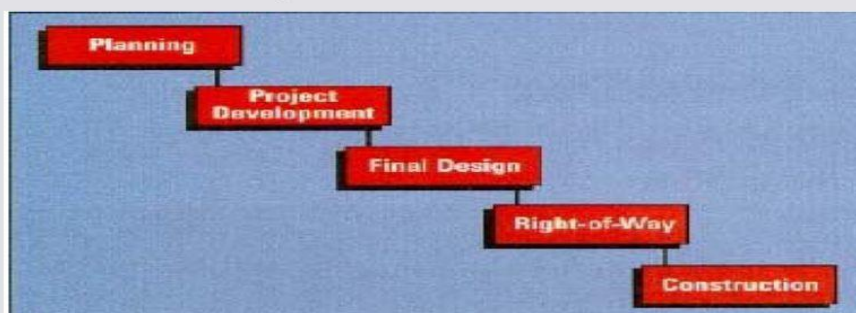 Planning
Project
Development
Final Design
Right-of-Way
Construction